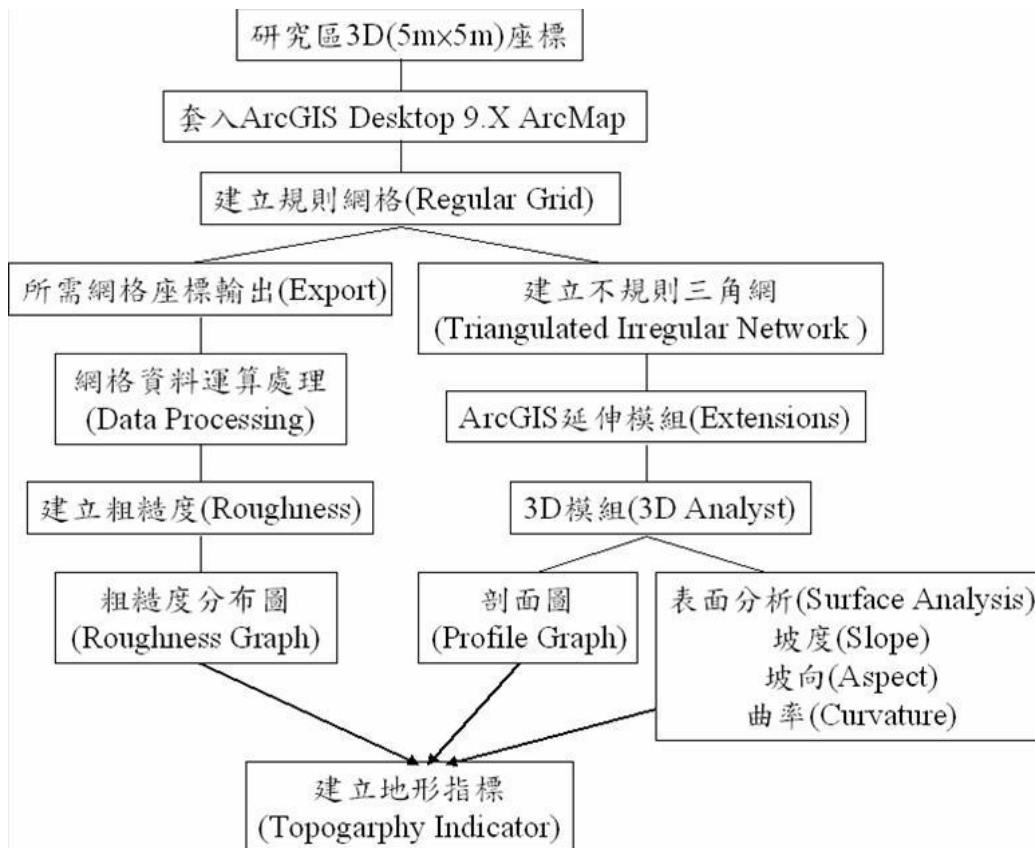 研究區3D(5m×5m)座標
套入ArcGIS Desktop 9.X ArcMap
建立規則網格(Regular Grid)
所需網格座標輸出(Export)
網格資料運算處理
(Data Processing)
建立粗糙度(Roughness)
粗糙度分布圖
(Roughness Graph)
建立不規則三角網
(Triangulated Irregular Network )
ArcGIS延伸模組(Extensions)
3D模組(3D Analyst)
剖面圖
(Profile Graph)
表面分析(Surface Analysis)
坡度(Slope)
坡向(Aspect)
曲率(Curvature)
建立地形指標
(Topogarphy Indicator)